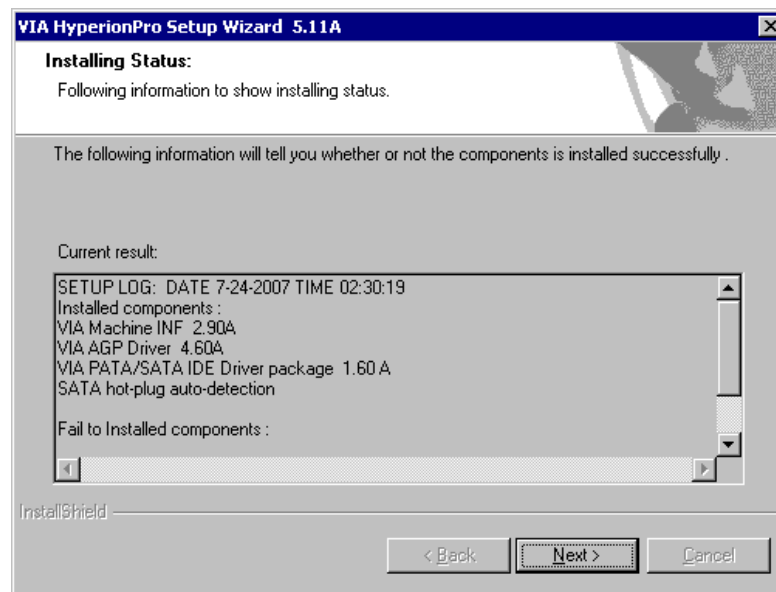 VIA HyperionPro Setup Wizard 5.11A
Installing Status:
Following information to show installing status.
The following information will tell you whether or not the components is installed successfully .
Current result:
SETUP LOG: DATE 7-24-2007 TIME 02:30:19
Installed components :
VIA Machine INF 2.90A
VIA AGP Driver 4.60A
VIA PATA/SATA IDE Driver package 1.60 A
SATA hot-plug auto-detection
Fail to Installed components :
InstallShield
< Back
Next >
Cancel